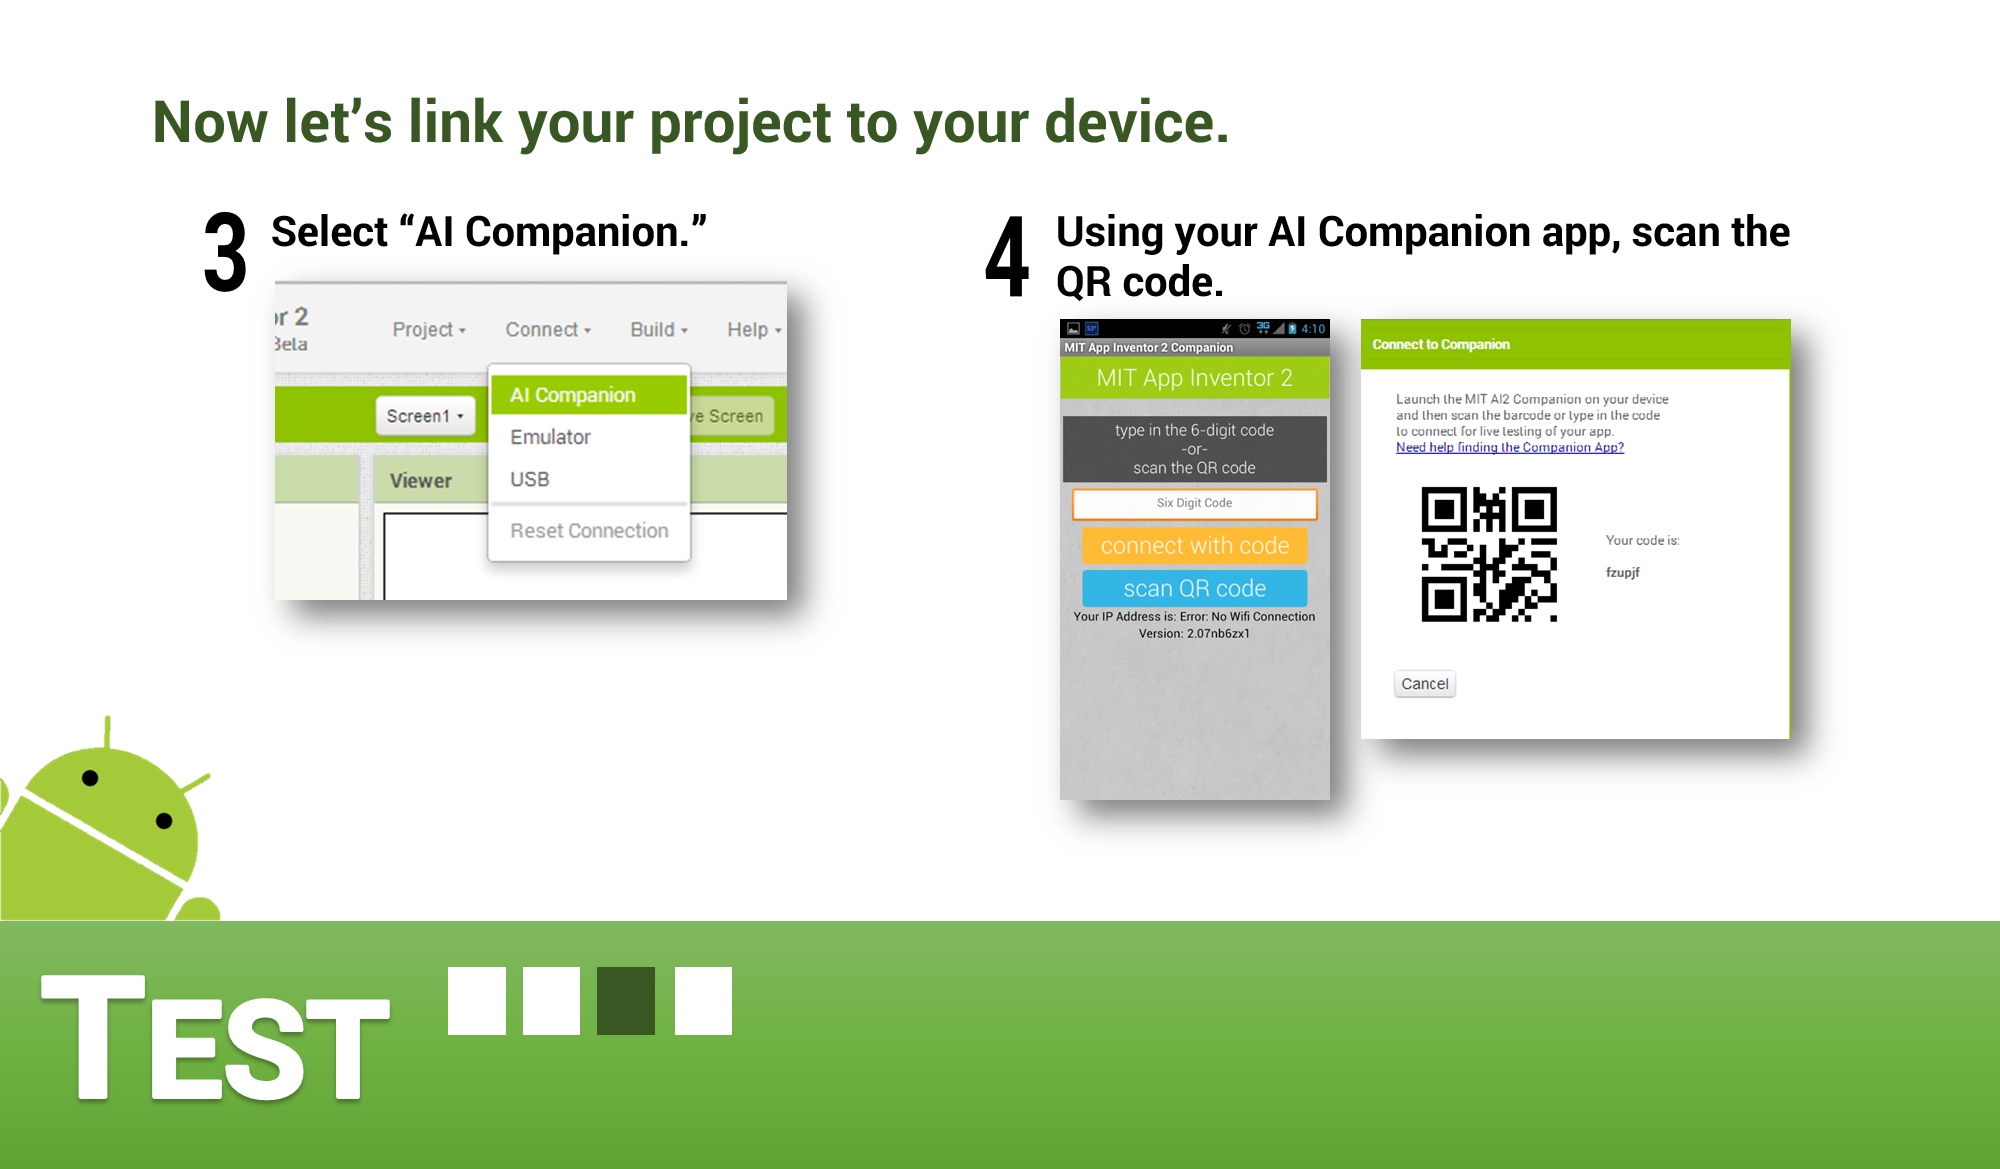 Now let’s link your project to your device.
3 Select “AI Companion.”
or 2
Beta
Project Connect Build Help
AI Companion
Screen1
ve Screen
Emulator
Viewer
USB
Reset Connection
4 Using your AI Companion app, scan the
QR code.
3G 4:10
MIT App Inventor 2 Companion
MIT App Inventor 2
type in the 6-digit code
-or-
scan the QR code
Six Digit Code
connect with code
scan QR code
Your IP Address is: Error: No Wifi Connection
Version: 2.07nb6zx1
Connect to Companion
Launch the MIT AI2 Companion on your device
and then scan the barcode or type in the code
to connect for live testing of your app.
Need help finding the Companion App?
Your code is:
fzupjf
Cancel
TEST